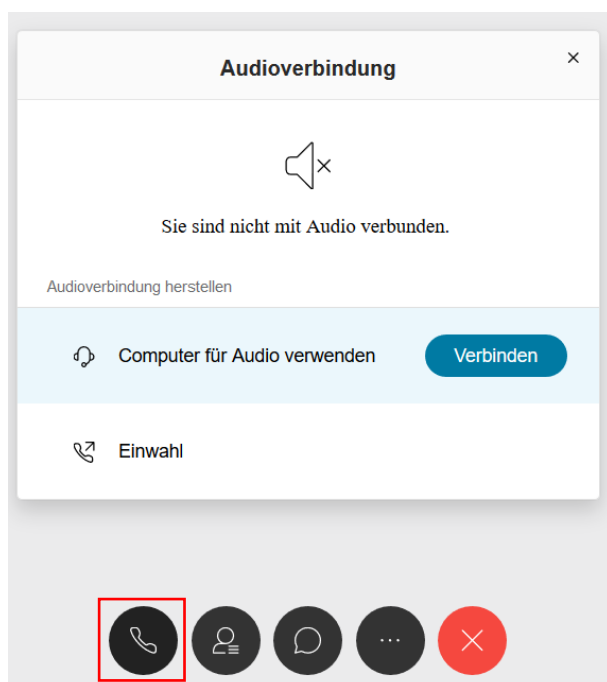 Audioverbindung
Sie sind nicht mit Audio verbunden.
Audioverbindung herstellen
Computer für Audio verwenden
Verbinden
Einwahl